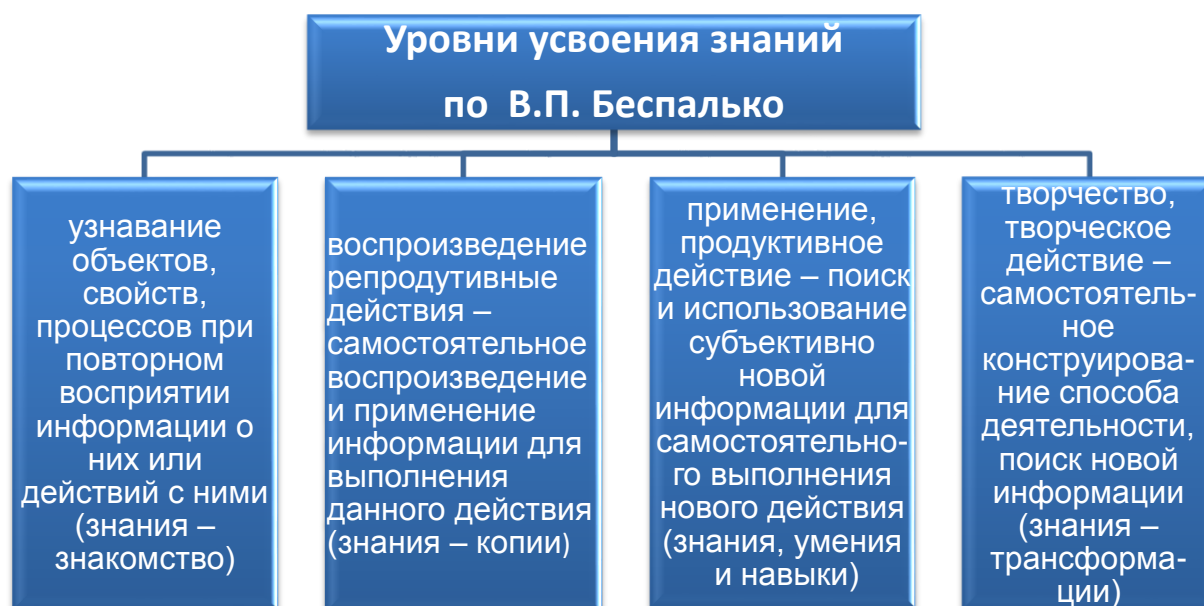 Уровни усвоения знаний
по В.П. Беспалько
узнавание
объектов,
свойств,
процессов при
повторном
восприятии
информации о
них или
действий с ними
(знания –
знакомство)
воспроизведение
репродутивные
действия –
самостоятельное
воспроизведение
и применение
информации для
выполнения
данного действия
(знания – копии)
применение,
продуктивное
действие – поиск
и использование
субъективно
новой
информации для
самостоятельно-
го выполнения
нового действия
(знания, умения
и навыки)
творчество,
творческое
действие –
самостоятель-
ное
конструирова-
ние способа
деятельности,
поиск новой
информации
(знания –
трансформа-
ции)